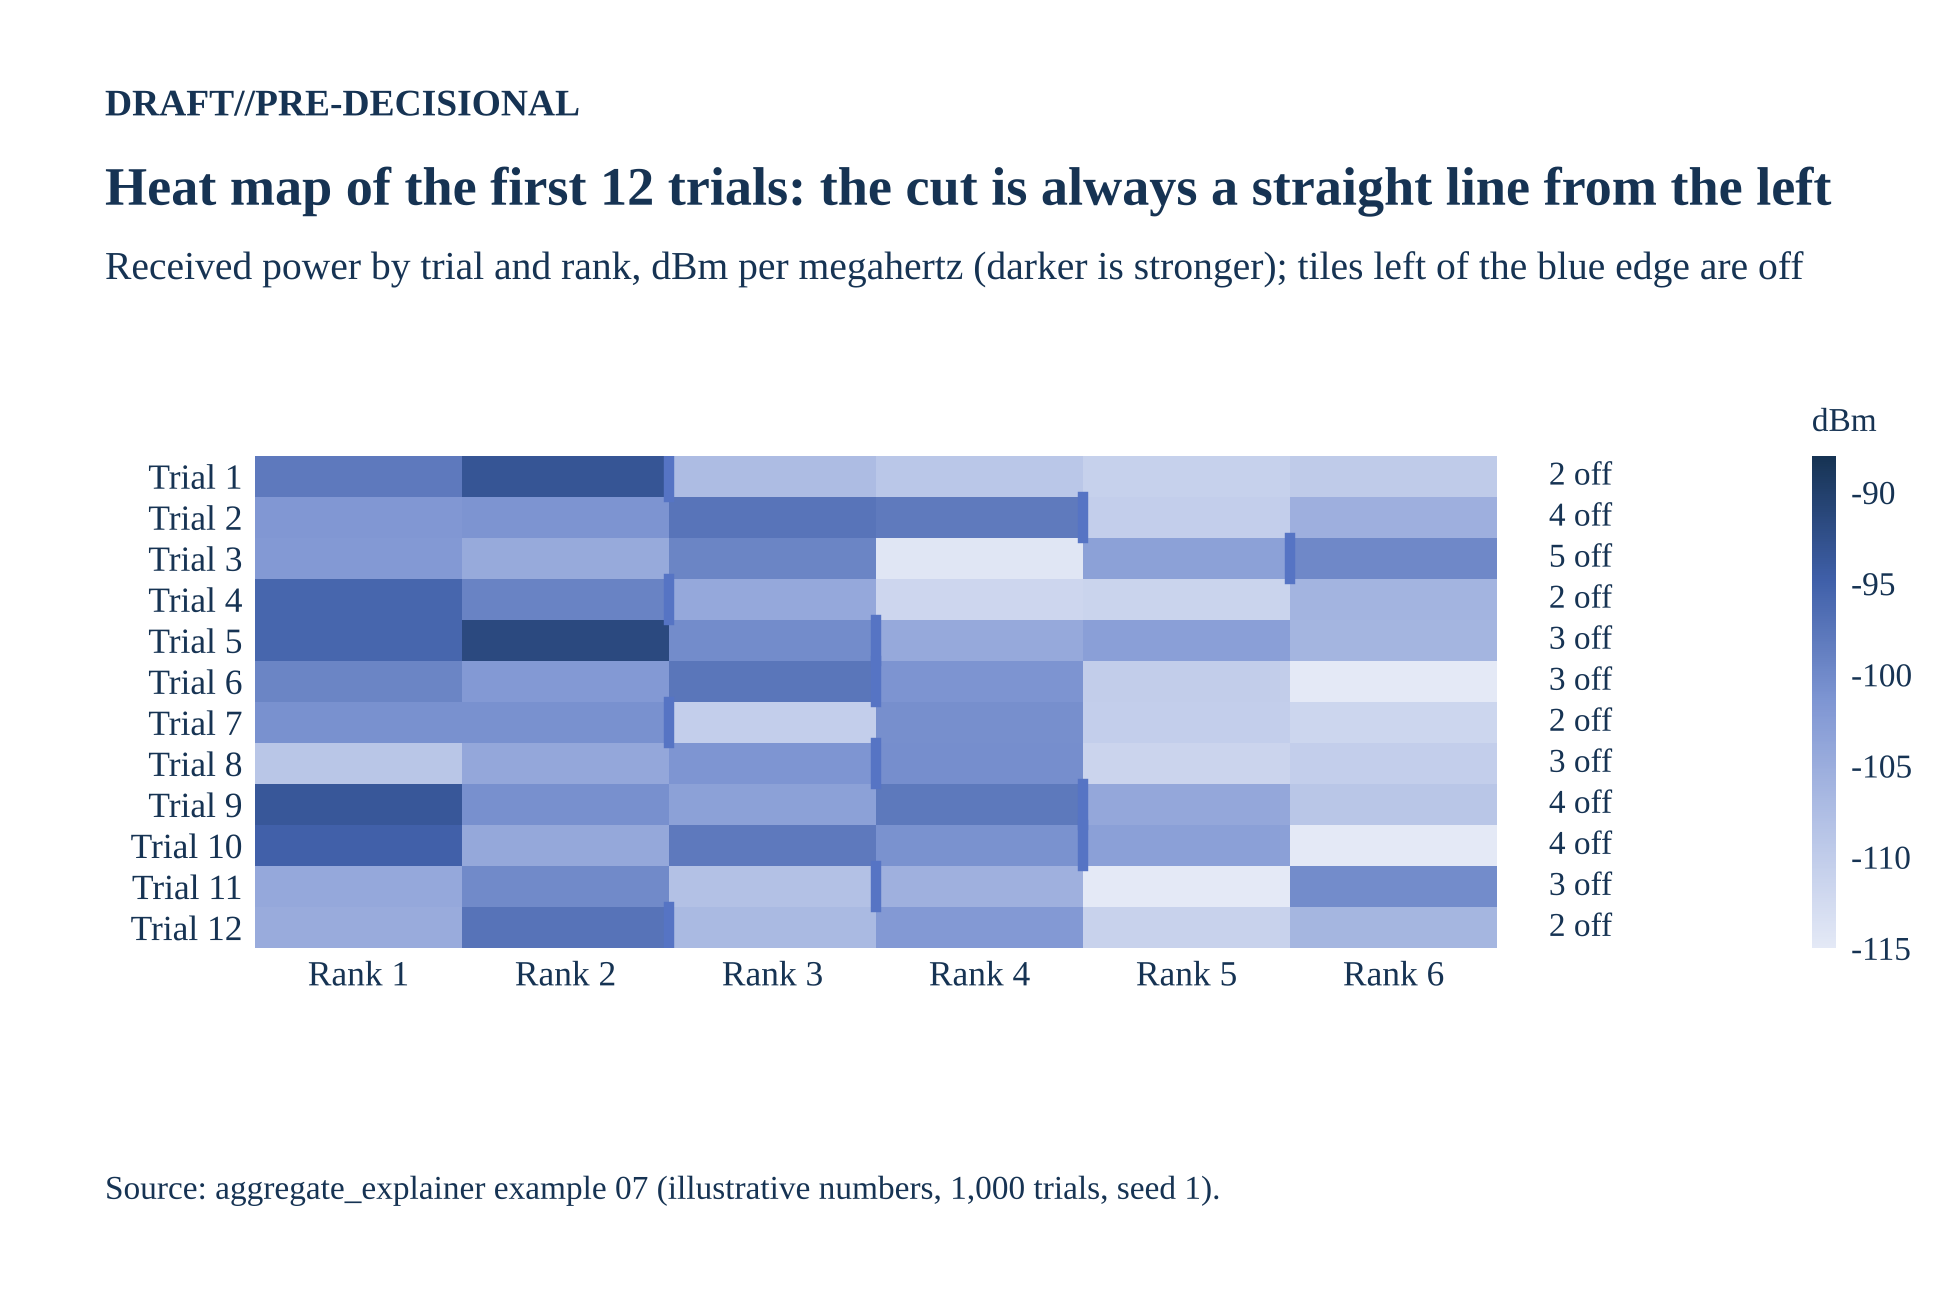 DRAFT//PRE-DECISIONAL
Heat map of the first 12 trials: the cut is always a straight line from the left
Received power by trial and rank, dBm per megahertz (darker is stronger); tiles left of the blue edge are off
dBm
Trial 1 2 off
-90
Trial 2 4 off
Trial 3 5 off
-95
Trial 4 2 off
Trial 5 3 off
-100
Trial 6 3 off
Trial 7 2 off
-105
Trial 8 3 off
Trial 9 4 off
Trial 10 4 off
-110
Trial 11 3 off
Trial 12 2 off
-115
Rank 1 Rank 2 Rank 3 Rank 4 Rank 5 Rank 6
Source: aggregate_explainer example 07 (illustrative numbers, 1,000 trials, seed 1).